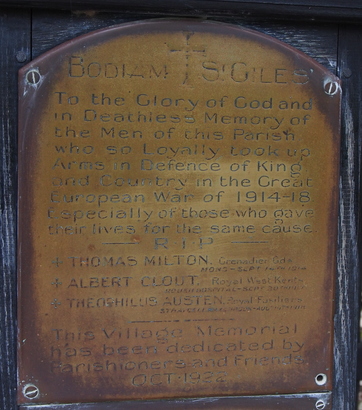 BODIAM ST GILES
To the Glory of God and
in Deathless Memory of
the Men of this Parish
who so Loyally took up
Arms in Defence of King
and Country in the Great
European War of 1914-18
Especially of those who gave
their lives for the same cause
R.I.P
THOMAS MILTON. Grenadier Gds.
MONS-SEPT
ALBERT CLOUT. Royal West Kents.
THEOPHILUS AUSTEN. Royal Fusiliers
This Village Memorial
has been dedicated by
Parishioners and Friends.
OCT.